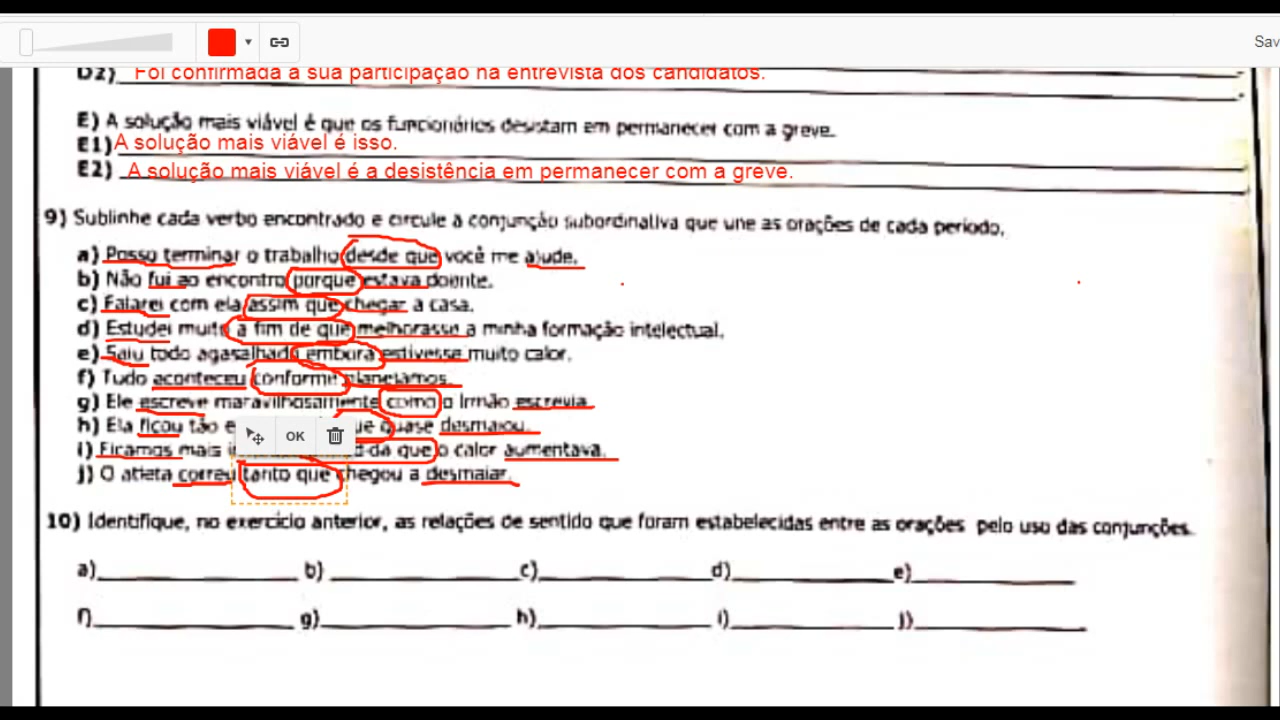 Sav
D2) Foi confirmada a sua participação na entrevista dos candidatos.
E) A solução mais viável é que os funcionários desistam em permanecer com a greve.
E1) A solução mais viável é isso.
E2) A solução mais viável é a desistência em permanecer com a greve.
9) Sublinhe cada verbo encontrado e circule a conjunção subordinativa que une as orações de cada período.
a) Posso terminar o trabalho desde que você me ajude.
b) Não fui ao encontro porque estava doente.
c) Falarei com ela assim que chegar a casa.
d) Estudei muito a fim de que melhorasse a minha formação intelectual.
e) Saiu todo agasalhado embora estivesse muito calor.
f) Tudo aconteceu conforme planejamos.
g) Ele escreve maravilhosamente como o irmão escrevia.
h) Ela ficou tão que quase desmaiou.
OK
i) Ficamos mais da que o calor aumentava.
j) O atleta correu tanto que chegou a desmaiar.
10) Identifique, no exercício anterior, as relações de sentido que foram estabelecidas entre as orações pelo uso das conjunções.
a) b) c) d) e)
f) g) h) i) j)